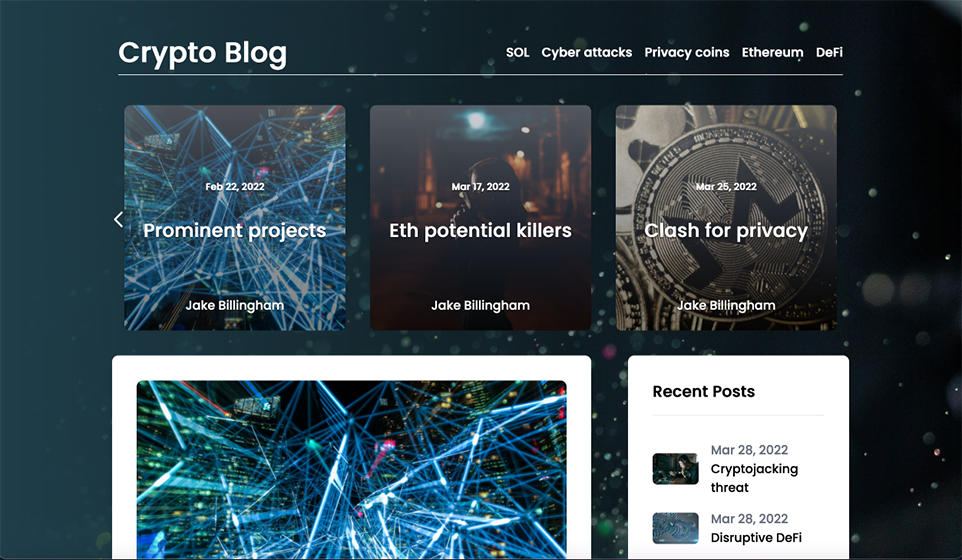 Crypto Blog
SOL Cyber attacks Privacy coins Ethereum DeFi
Feb 22, 2022
Prominent projects
Jake Billingham
Mar 17, 2022
Eth potential killers
Jake Billingham
Mar 25, 2022
Clash for privacy
Jake Billingham
Recent Posts
Mar 28, 2022
Cryptojacking
threat
Mar 28, 2022
Disruptive DeFi